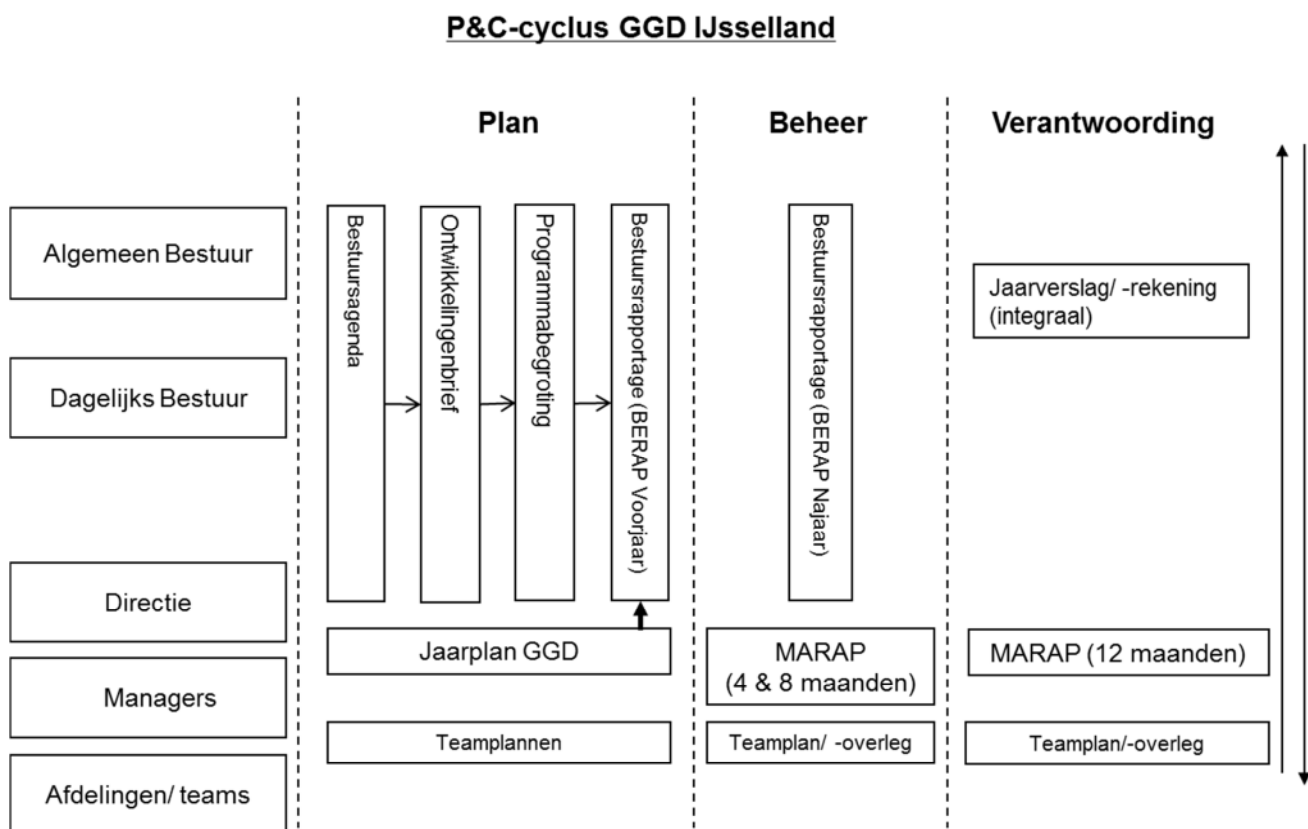 P&C-cyclus GGD IJsselland
Plan
Beheer
Verantwoording
Algemeen Bestuur
Dagelijks Bestuur
Directie
Managers
Afdelingen/ teams
Bestuursagenda
Ontwikkelingenbrief
Programmabegroting
Bestuursrapportage (BERAP Voorjaar)
Jaarplan GGD
Teamplannen
Bestuursrapportage (BERAP Najaar)
MARAP
(4 & 8 maanden)
Teamplan/ -overleg
Jaarverslag/ -rekening
(integraal)
MARAP (12 maanden)
Teamplan/-overleg